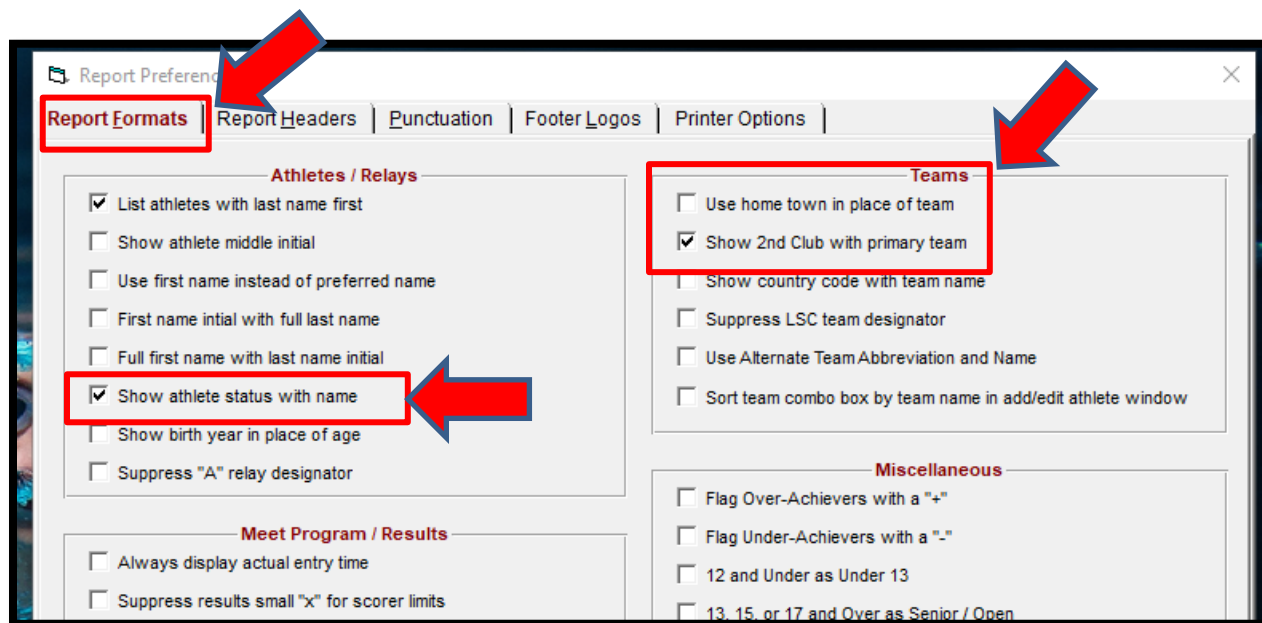 Report Preferenc
Report Formats | Report Headers | Punctuation | Footer Logos | Printer Options
Athletes / Relays
List athletes with last name first
Show athlete middle initial
Use first name instead of preferred name
First name intial with full last name
Full first name with last name initial
Show athlete status with name
Show birth year in place of age
Suppress "A" relay designator
Meet Program / Results
Always display actual entry time
Suppress results small "x" for scorer limits
Teams
Use home town in place of team
Show 2nd Club with primary team
Show country code with team name
Suppress LSC team designator
Use Alternate Team Abbreviation and Name
Sort team combo box by team name in add/edit athlete window
Miscellaneous
Flag Over-Achievers with a "+"
Flag Under-Achievers with a "-"
12 and Under as Under 13
13, 15, or 17 and Over as Senior / Open